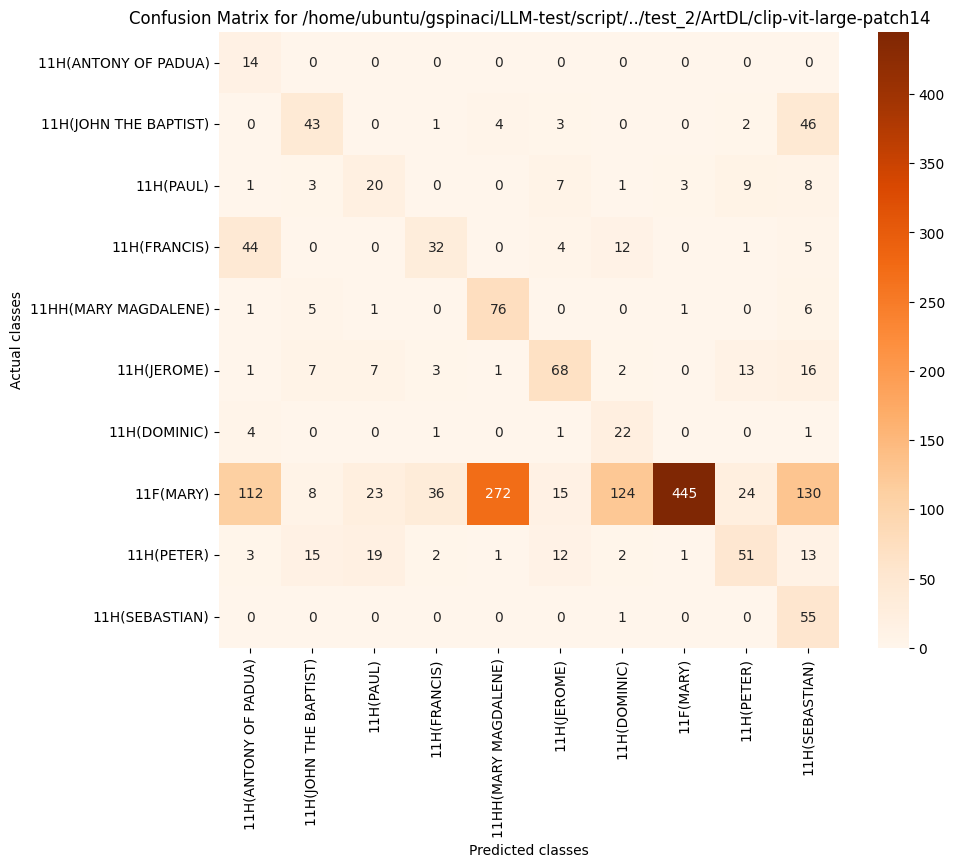 Confusion Matrix for /home/ubuntu/gspinaci/LLM-test/script/../test_2/ArtDL/clip-vit-large-patch14
Actual classes
11H(ANTONY OF PADUA) 14 0 0 0 0 0 0 0 0 0
11H(JOHN THE BAPTIST) 0 43 0 1 4 3 0 0 2 46
11H(PAUL) 1 3 20 0 0 7 1 3 9 8
11H(FRANCIS) 44 0 0 32 0 4 12 0 1 5
11HH(MARY MAGDALENE) 1 5 1 0 76 0 0 1 0 6
11H(JEROME) 1 7 7 3 1 68 2 0 13 16
11H(DOMINIC) 4 0 0 1 0 1 22 0 0 1
11F(MARY) 112 8 23 36 272 15 124 445 24 130
11H(PETER) 3 15 19 2 1 12 2 1 51 13
11H(SEBASTIAN) 0 0 0 0 0 0 1 0 0 55
11H(ANTONY OF PADUA)
11H(JOHN THE BAPTIST)
11H(PAUL)
11H(FRANCIS)
11HH(MARY MAGDALENE)
11H(JEROME)
11H(DOMINIC)
11F(MARY)
11H(PETER)
11H(SEBASTIAN)
Predicted classes
400
350
300
250
200
150
100
50
0